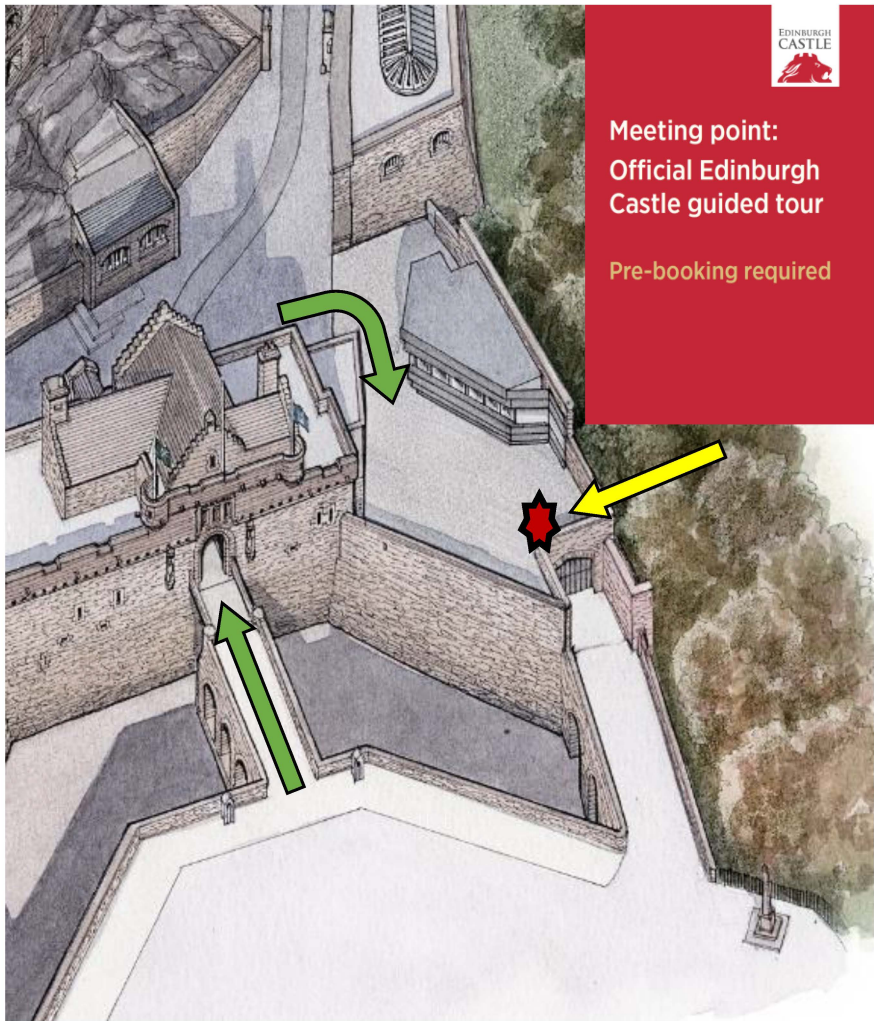 EDINBURGH
CASTLE
Meeting point:
Official Edinburgh
Castle guided tour
Pre-booking required